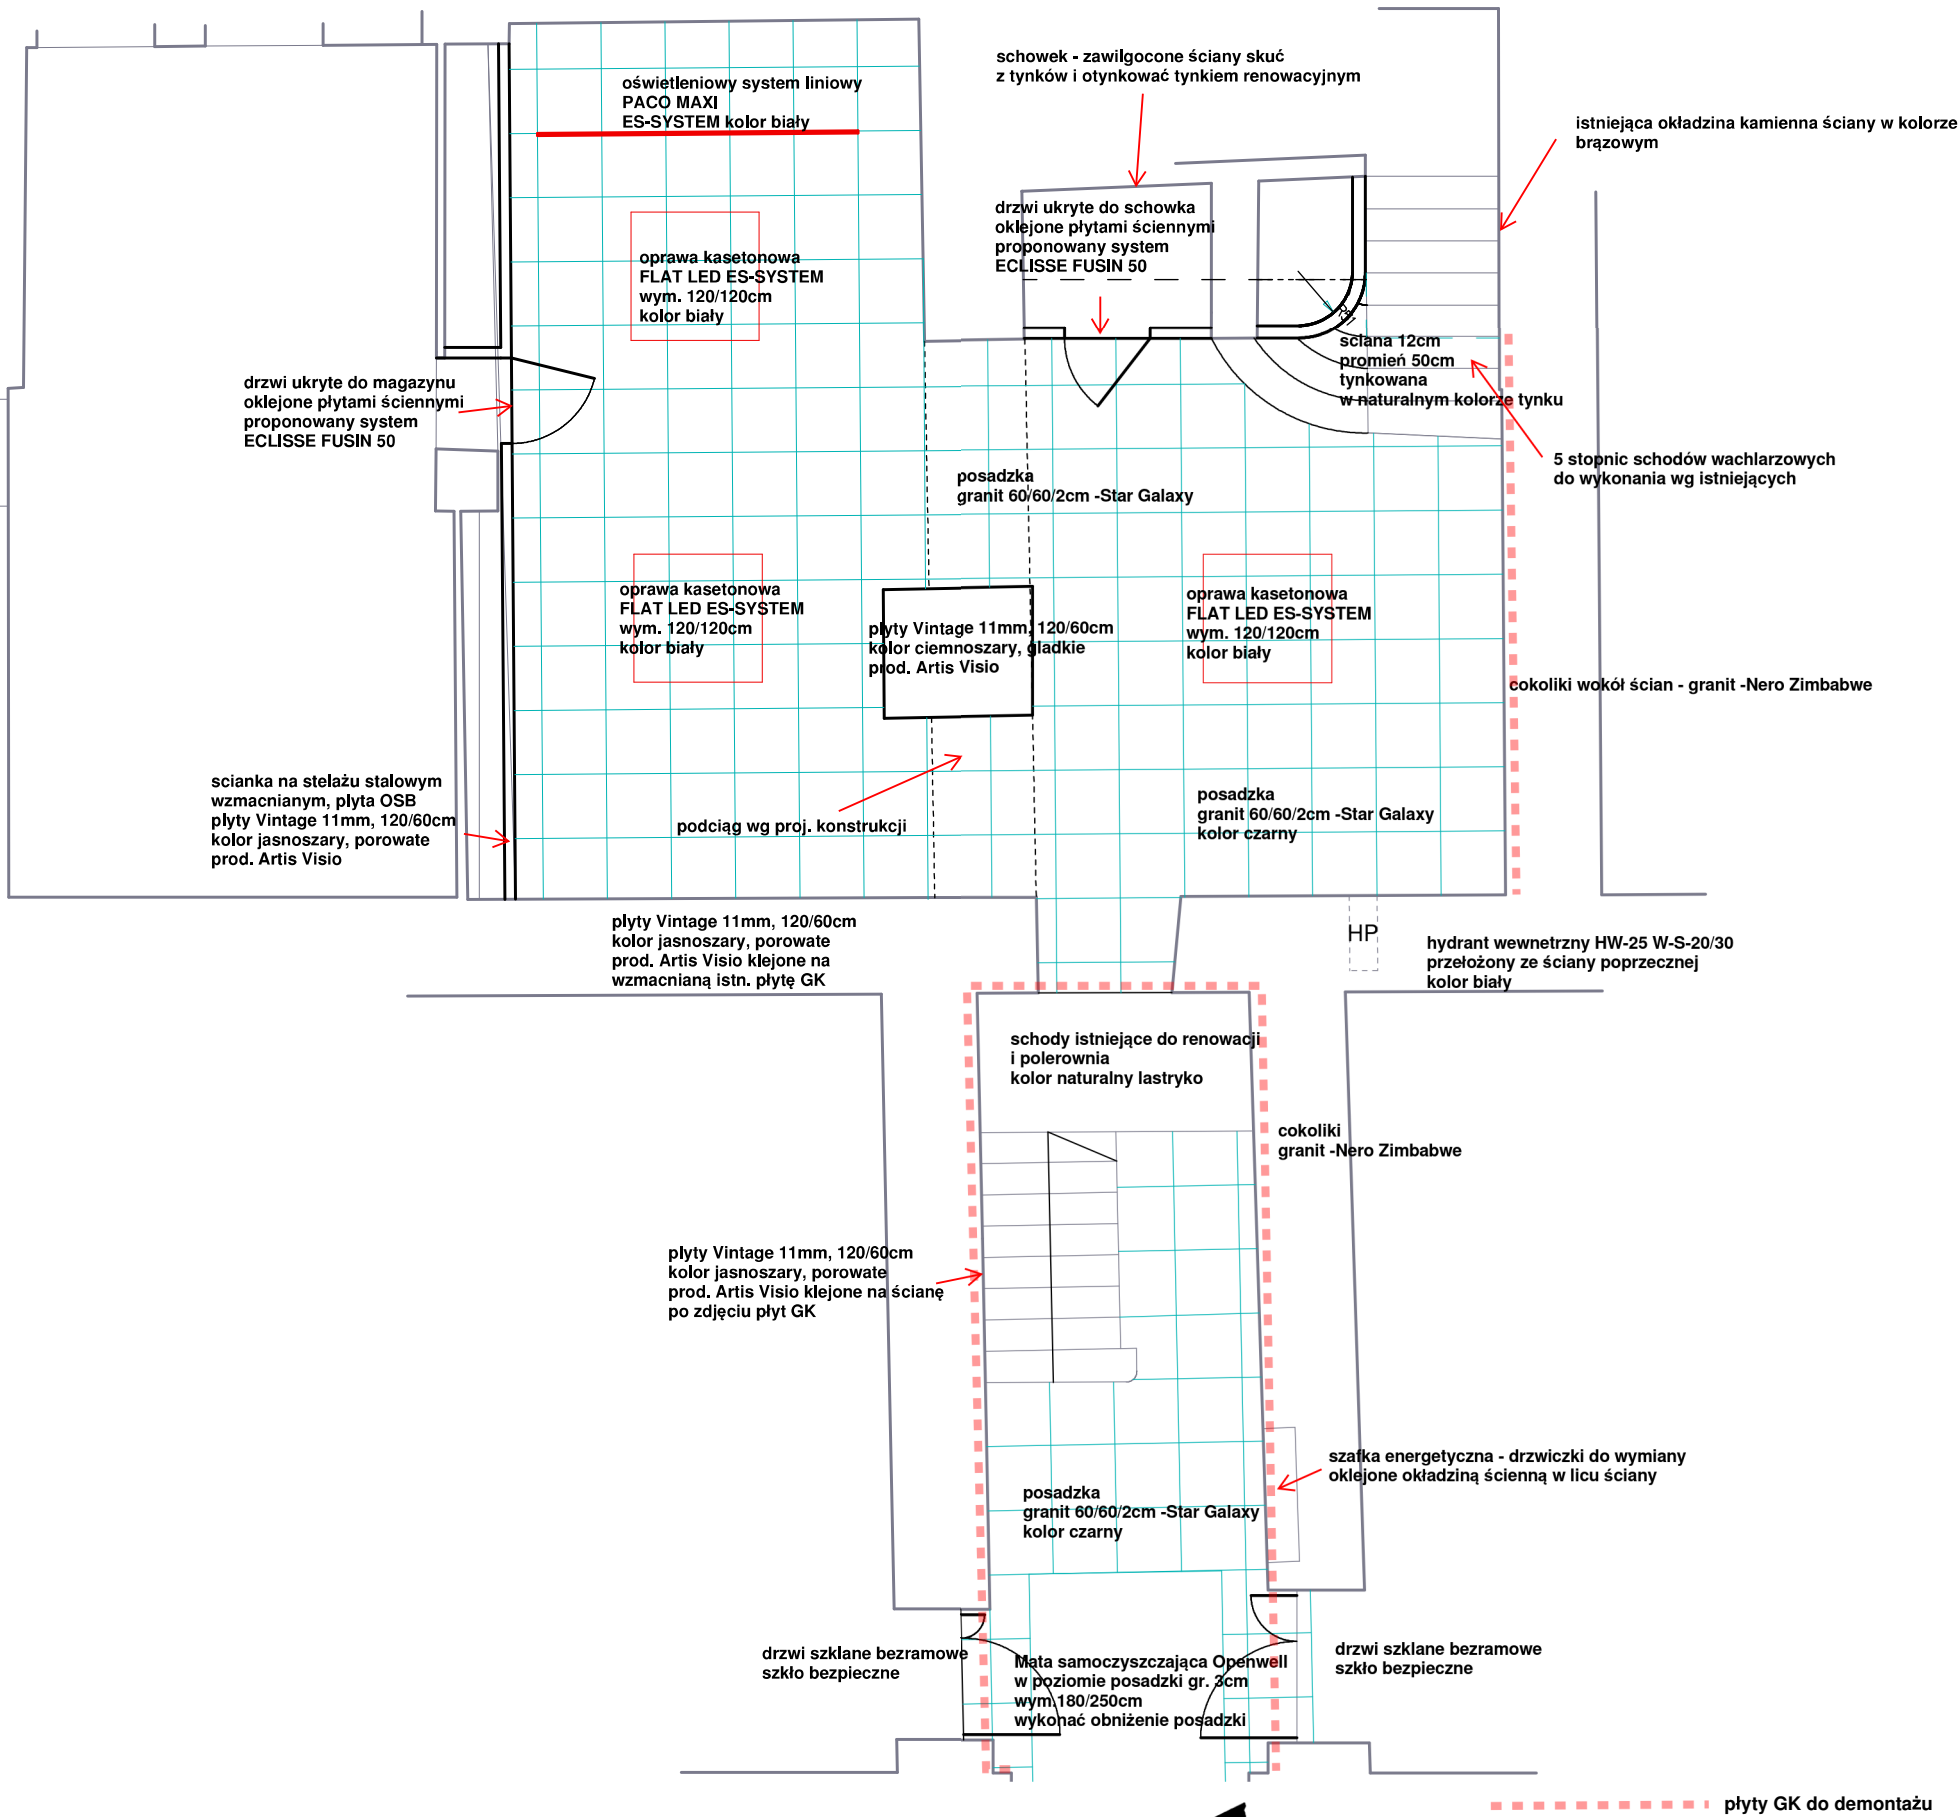 oświetleniowy system liniowy
PACO MAXI
ES-SYSTEM kolor biały
schowek - zawilgocone ściany skuć
z tynków i otynkować tynkiem renowacyjnym
istniejąca okładzina kamienna ściany w kolorze
brązowym
drzwi ukryte do schowka
oklejone płytami ściennymi
proponowany system
ECLISSE FUSIN 50
oprawa kasetonowa
FLAT LED ES-SYSTEM
wym. 120/120cm
kolor biały
sciana 12cm
promień 50cm
tynkowana
w naturalnym kolorze tynku
drzwi ukryte do magazynu
oklejone płytami ściennymi
proponowany system
ECLISSE FUSIN 50
5 stopnic schodów wachlarzowych
do wykonania wg istniejących
posadzka
granit 60/60/2cm -Star Galaxy
oprawa kasetonowa
FLAT LED ES-SYSTEM
wym. 120/120cm
kolor biały
plyty Vintage 11mm, 120/60cm
kolor ciemnoszary, gladkie
prod. Artis Visio
oprawa kasetonowa
FLAT LED ES-SYSTEM
wym. 120/120cm
kolor biały
cokoliki wokół ścian - granit -Nero Zimbabwe
scianka na stelażu stalowym
wzmacnianym, plyta OSB
plyty Vintage 11mm, 120/60cm
kolor jasnoszary, porowate
prod. Artis Visio
podciąg wg proj. konstrukcji
posadzka
granit 60/60/2cm -Star Galaxy
kolor czarny
plyty Vintage 11mm, 120/60cm
kolor jasnoszary, porowate
prod. Artis Visio klejone na
wzmacnianą istn. płytę GK
HP
hydrant wewnetrzny HW-25 W-S-20/30
przełożony ze ściany poprzecznej
kolor biały
schody istniejące do renowacji
i polerownia
kolor naturalny lastryko
cokoliki
granit -Nero Zimbabwe
plyty Vintage 11mm, 120/60cm
kolor jasnoszary, porowate
prod. Artis Visio klejone na ścianę
po zdjęciu płyt GK
szafka energetyczna - drzwiczki do wymiany
oklejone okładziną ścienną w licu ściany
posadzka
granit 60/60/2cm -Star Galaxy
kolor czarny
drzwi szklane bezramowe
szkło bezpieczne
Mata samoczyszczająca Openwell
w poziomie posadzki gr. 3cm
wym.180/250cm
wykonać obniżenie posadzki
drzwi szklane bezramowe
szkło bezpieczne
płyty GK do demontażu